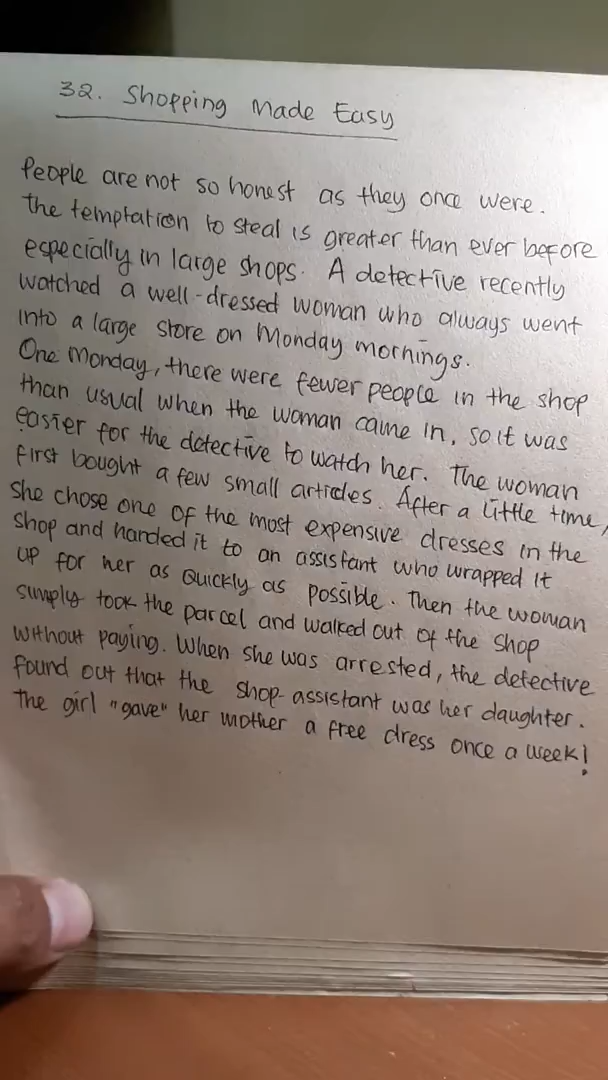 32. Shopping Made Easy
People are not so honest as they once were.
The temptation to steal is greater than ever before
especially in large shops. A detective recently
watched a well-dressed woman who always went
into a large store on Monday mornings.
One Monday, there were fewer people in the shop
than usual when the woman came in, so it was
easier for the detective to watch her. The woman
first bought a few small articles. After a little time,
she chose one of the most expensive dresses in the
shop and handed it to an assistant who wrapped it
up for her as quickly as possible. Then the woman
simply took the parcel and walked out of the shop
without paying. When she was arrested, the detective
found out that the shop-assistant was her daughter.
The girl "gave" her mother a free dress once a week!